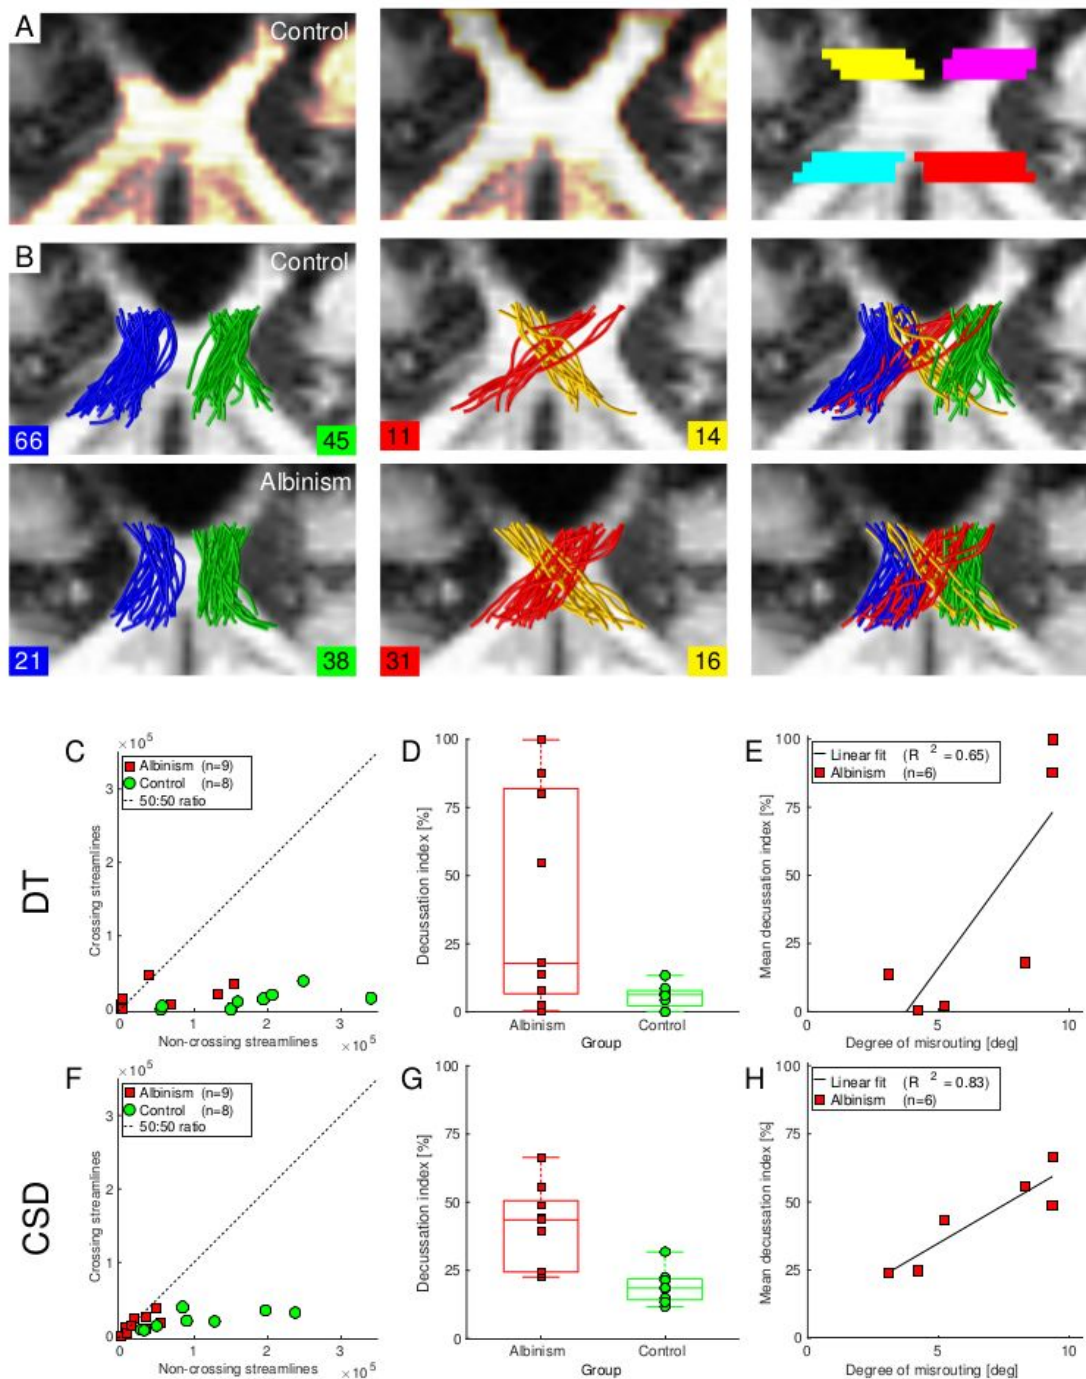 A
Control
B
Control
66
45
11
14
Albinism
21
38
31
16
DT
C
×10^5
Albinism (n=9)
Control (n=8)
50:50 ratio
Crossing streamlines
3
2
1
0
0
1
2
3
Non-crossing streamlines
×10^5
D
Decussation index [%]
100
75
50
25
0
Albinism
Control
Group
E
Mean decussation index [%]
100
75
50
25
0
Linear fit (R^2 = 0.65)
Albinism (n=6)
0
5
10
Degree of misrouting [deg]
CSD
F
×10^5
Albinism (n=9)
Control (n=8)
50:50 ratio
Crossing streamlines
3
2
1
0
0
1
2
3
Non-crossing streamlines
×10^5
G
Decussation index [%]
100
75
50
25
0
Albinism
Control
Group
H
Mean decussation index [%]
100
75
50
25
0
Linear fit (R^2 = 0.83)
Albinism (n=6)
0
5
10
Degree of misrouting [deg]